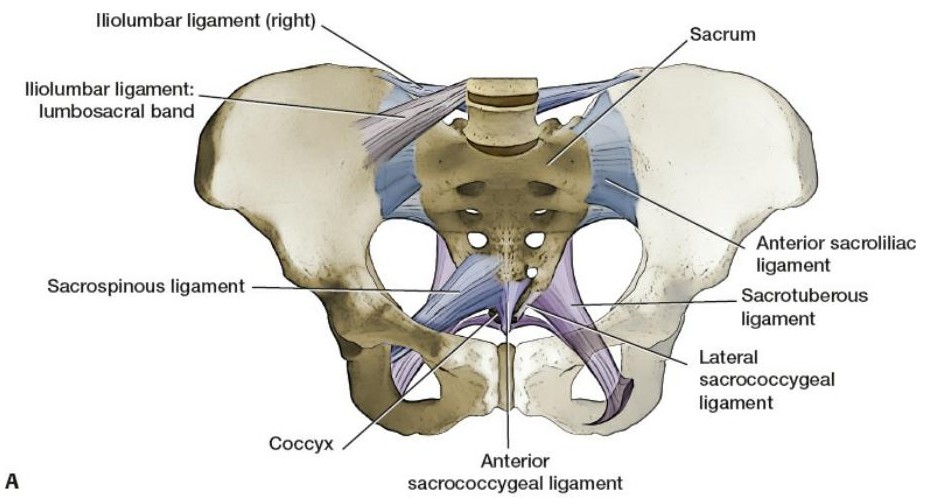 Iliolumbar ligament (right)
Sacrum
Iliolumbar ligament:
lumbosacral band
Anterior sacroliliac
ligament
Sacrospinous ligament
Sacrotuberous
ligament
Lateral
sacrococcygeal
ligament
Coccyx
Anterior
sacrococcygeal ligament
A